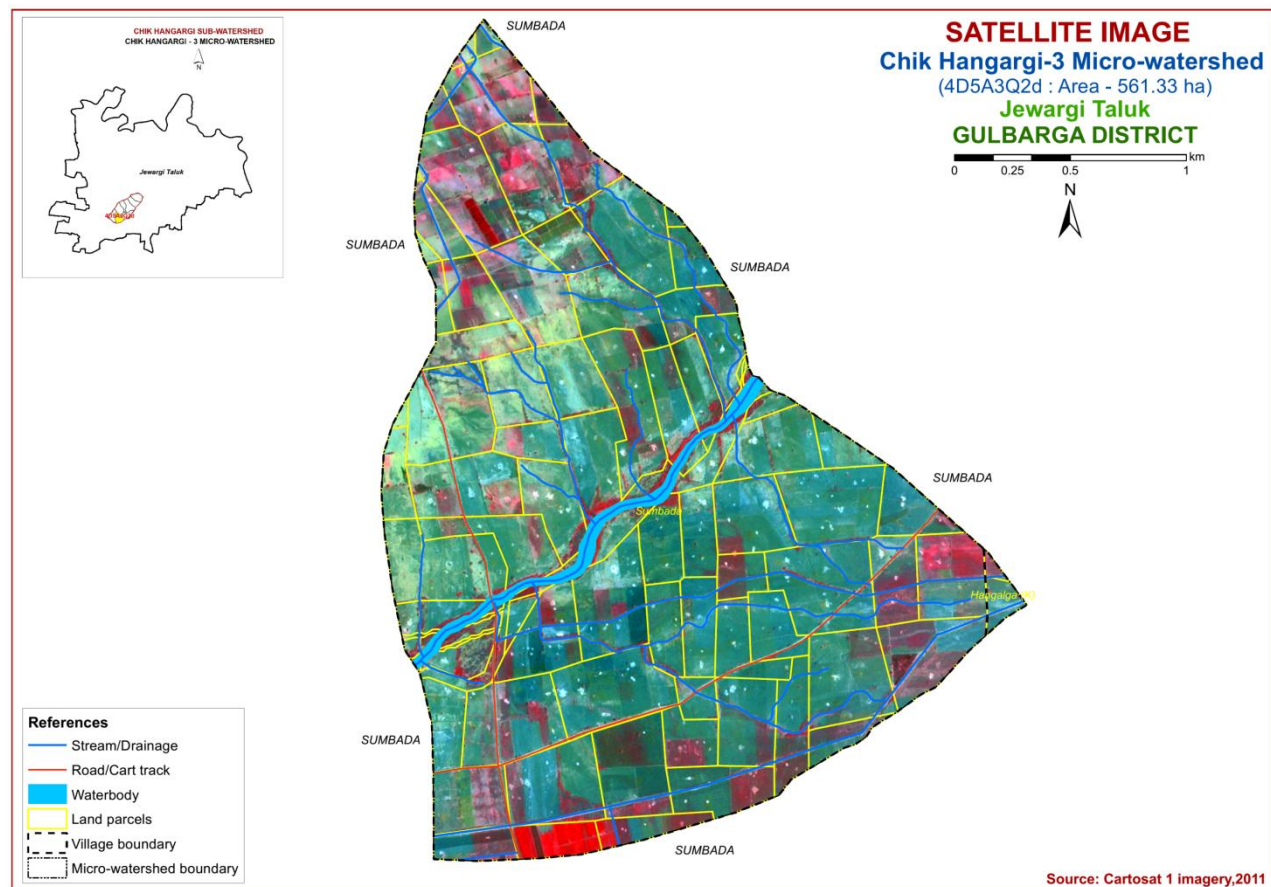 CHIK HANGARGI SUB-WATERSHED
CHIK HANGARGI - 3 MICRO-WATERSHED
N
Jewargi Taluk
SATELLITE IMAGE
Chik Hangargi-3 Micro-watershed
(4D5A3Q2d : Area - 561.33 ha)
Jewargi Taluk
GULBARGA DISTRICT
km
0 0.25 0.5 1
N
SUMBADA
SUMBADA
SUMBADA
SUMBADA
Sumbada
SUMBADA
SUMBADA
References
Stream/Drainage
Road/Cart track
Waterbody
Land parcels
Village boundary
Micro-watershed boundary
Source: Cartosat 1 imagery,2011